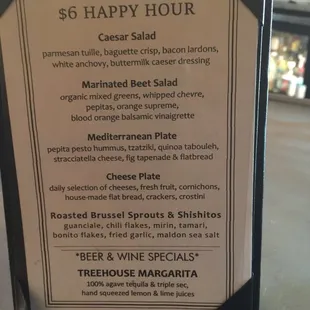 $6 HAPPY HOUR
Caesar Salad
parmesan tuille, baguette crisp, bacon lardons,
white anchovy, buttermilk caeser dressing
Marinated Beet Salad
organic mixed greens, whipped chevre,
pepitas, orange supreme,
blood orange balsamic vinaigrette
Mediterranean Plate
pepita pesto hummus, tzatziki, quinoa tabouleh,
stracciatella cheese, fig tapenade & flatbread
Cheese Plate
daily selection of cheeses, fresh fruit, cornichons,
house-made flat bread, crackers, crostini
Roasted Brussel Sprouts & Shishitos
guanciale, chili flakes, mirin, tamari,
bonito flakes, fried garlic, maldon sea salt
*BEER & WINE SPECIALS*
TREEHOUSE MARGARITA
100% agave tequila & triple sec,
hand squeezed lemon & lime juices